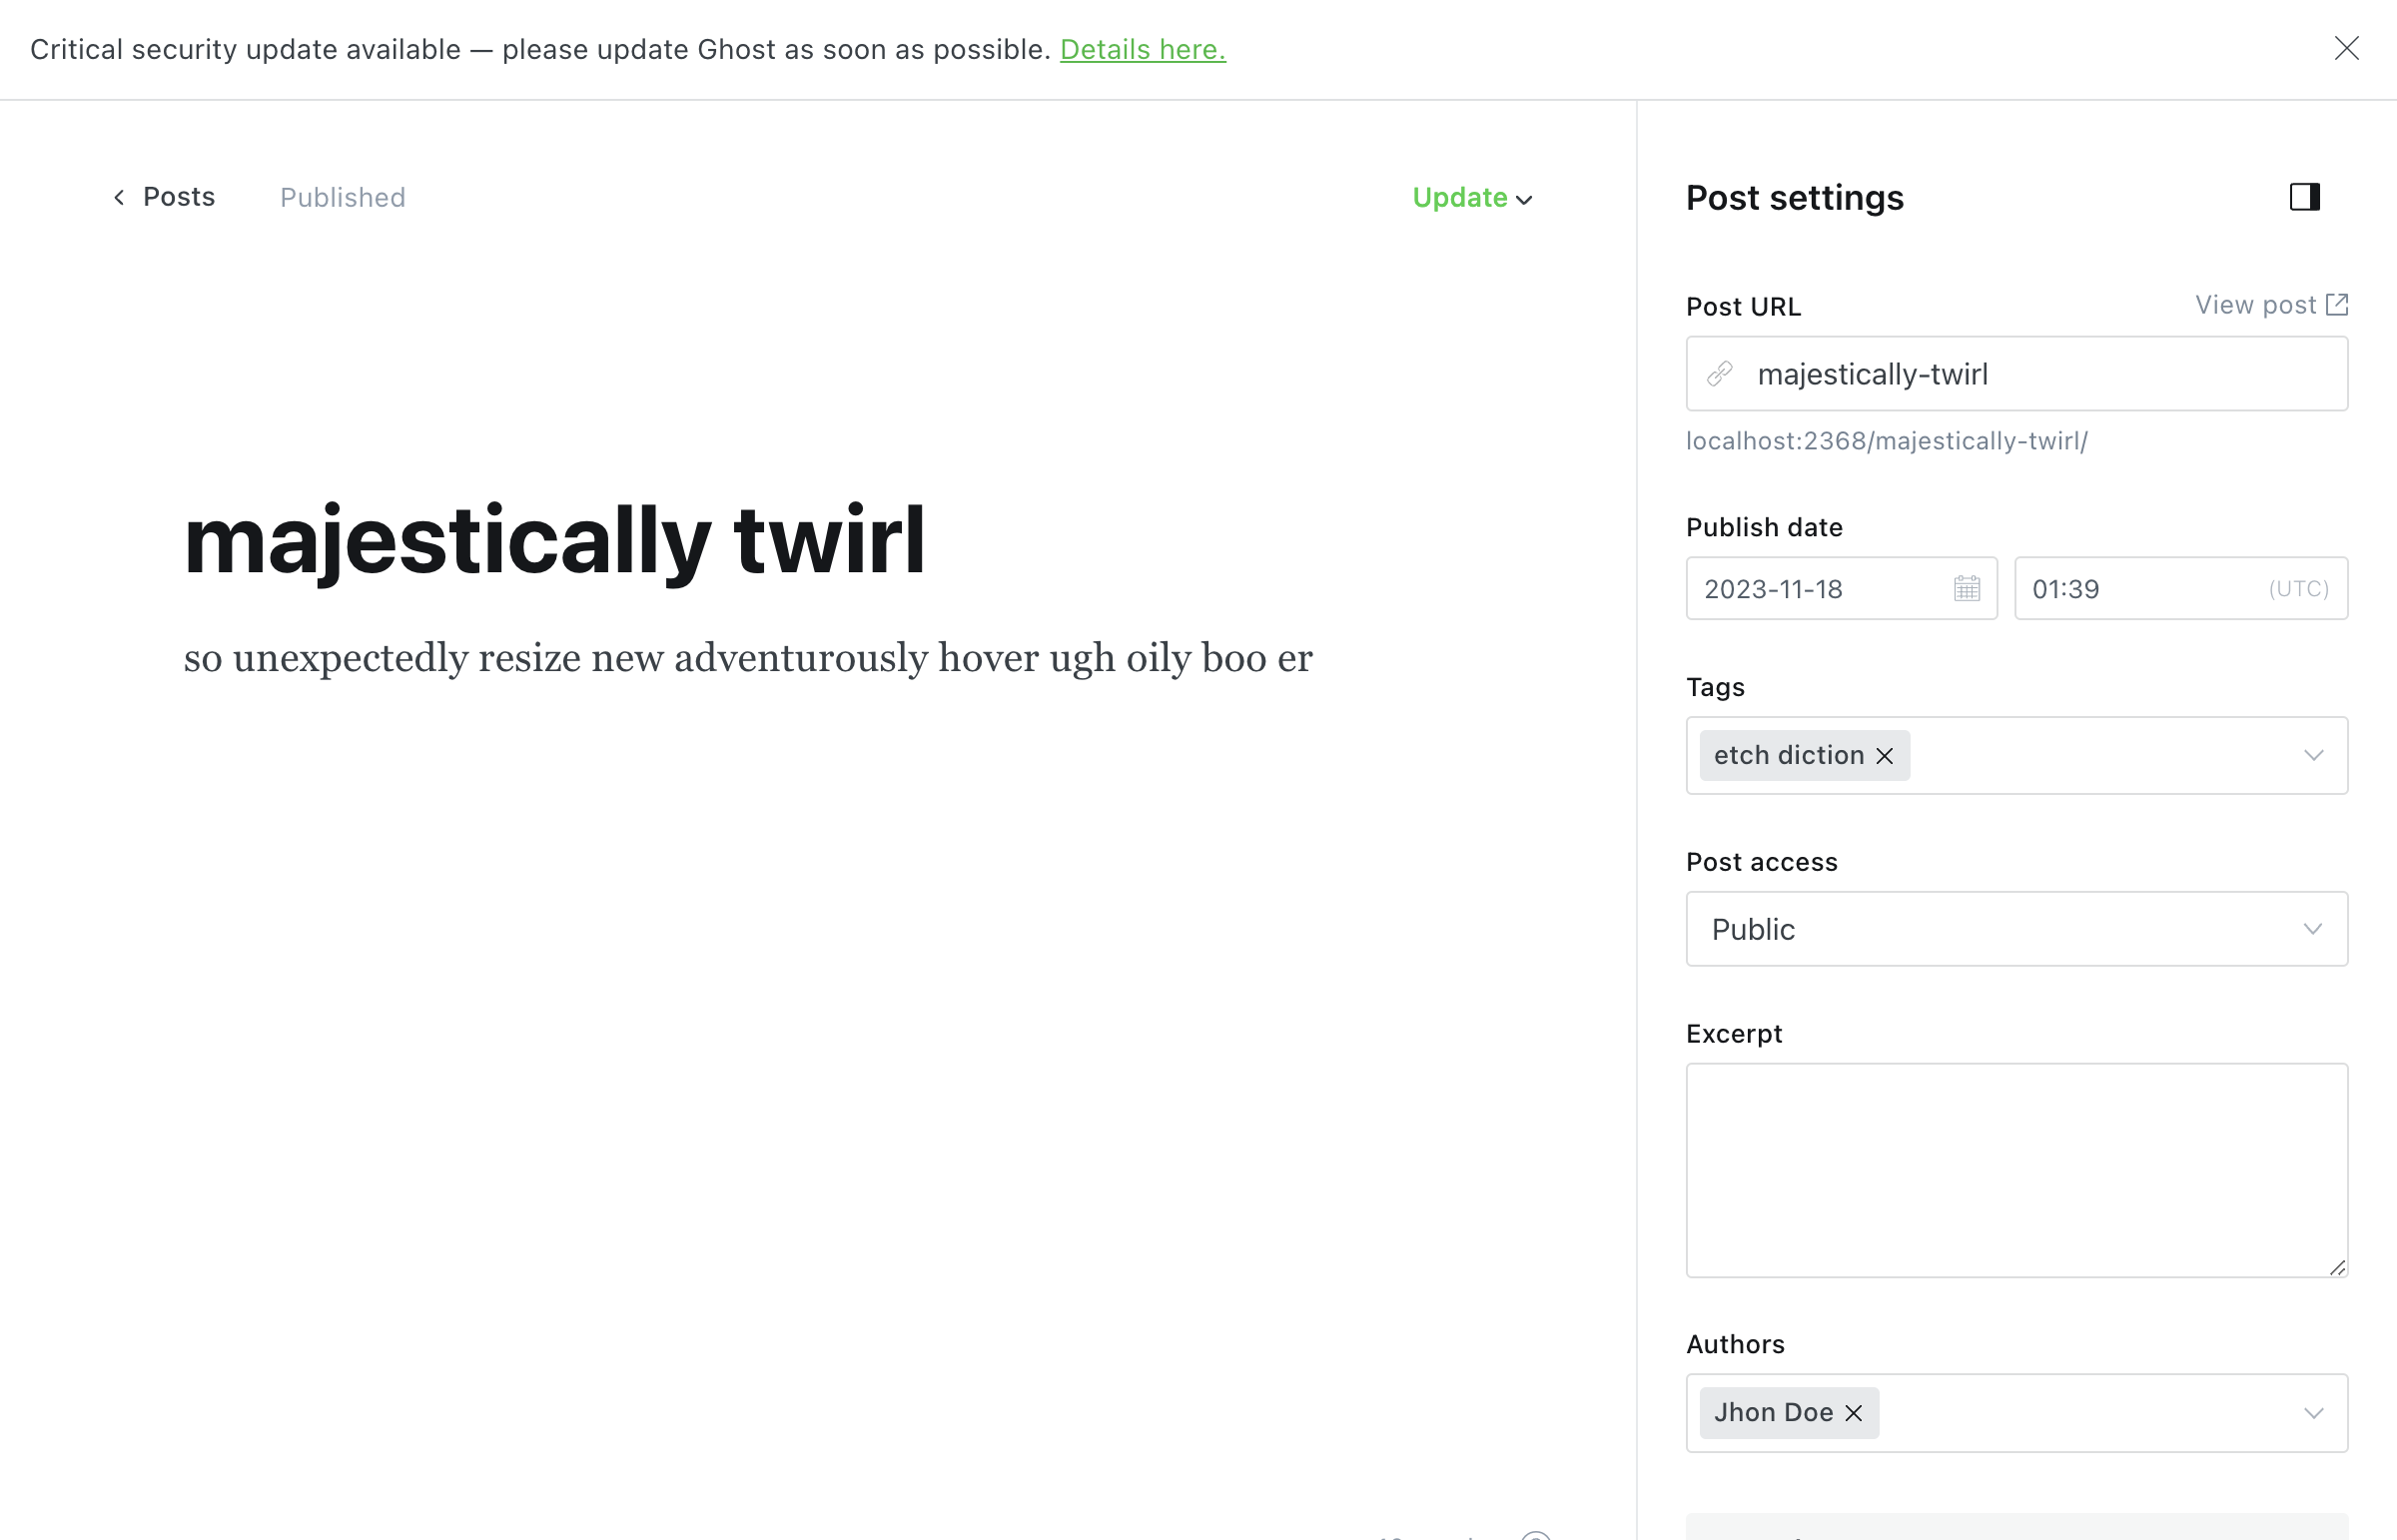 Critical security update available — please update Ghost as soon as possible. Details here.
Posts
Published
Update
majestically twirl
so unexpectedly resize new adventurously hover ugh oily boo er
Post settings
Post URL
View post
majestically-twirl
localhost:2368/majestically-twirl/
Publish date
2023-11-18
01:39
(UTC)
Tags
etch diction
Post access
Public
Excerpt
Authors
Jhon Doe